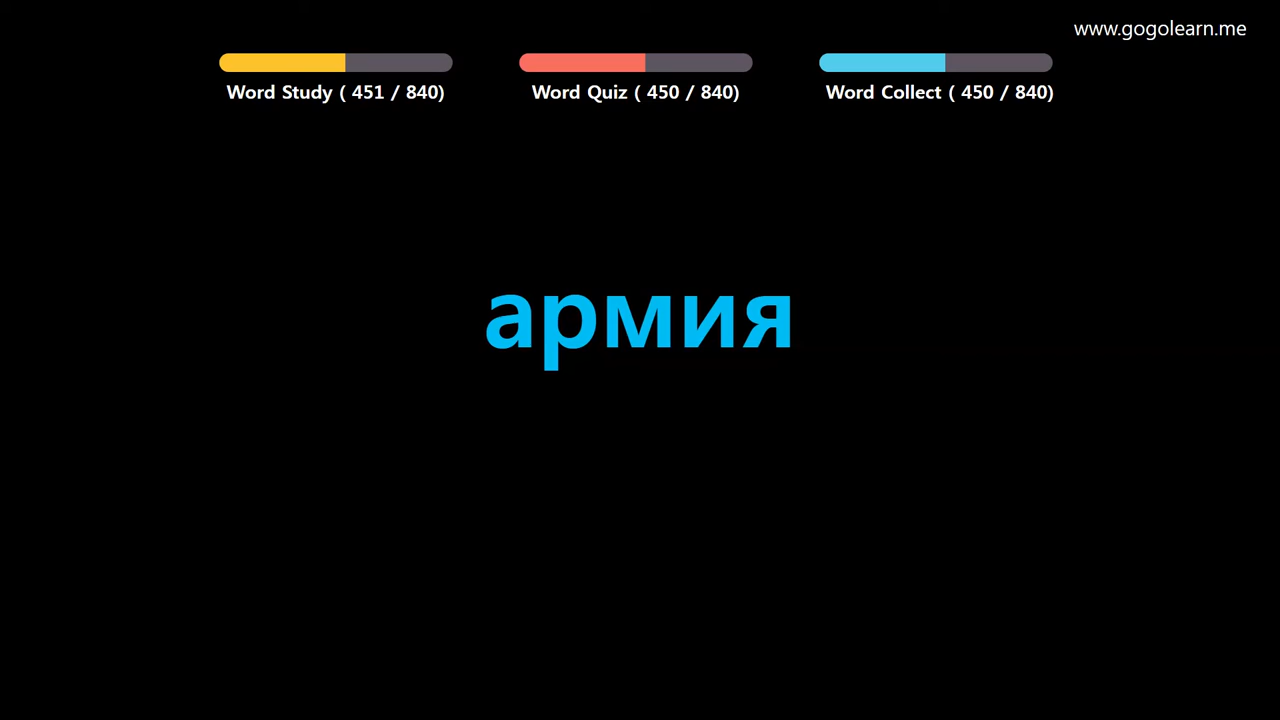 www.gogolearn.me
Word Study ( 451 / 840)
Word Quiz ( 450 / 840)
Word Collect ( 450 / 840)
армия